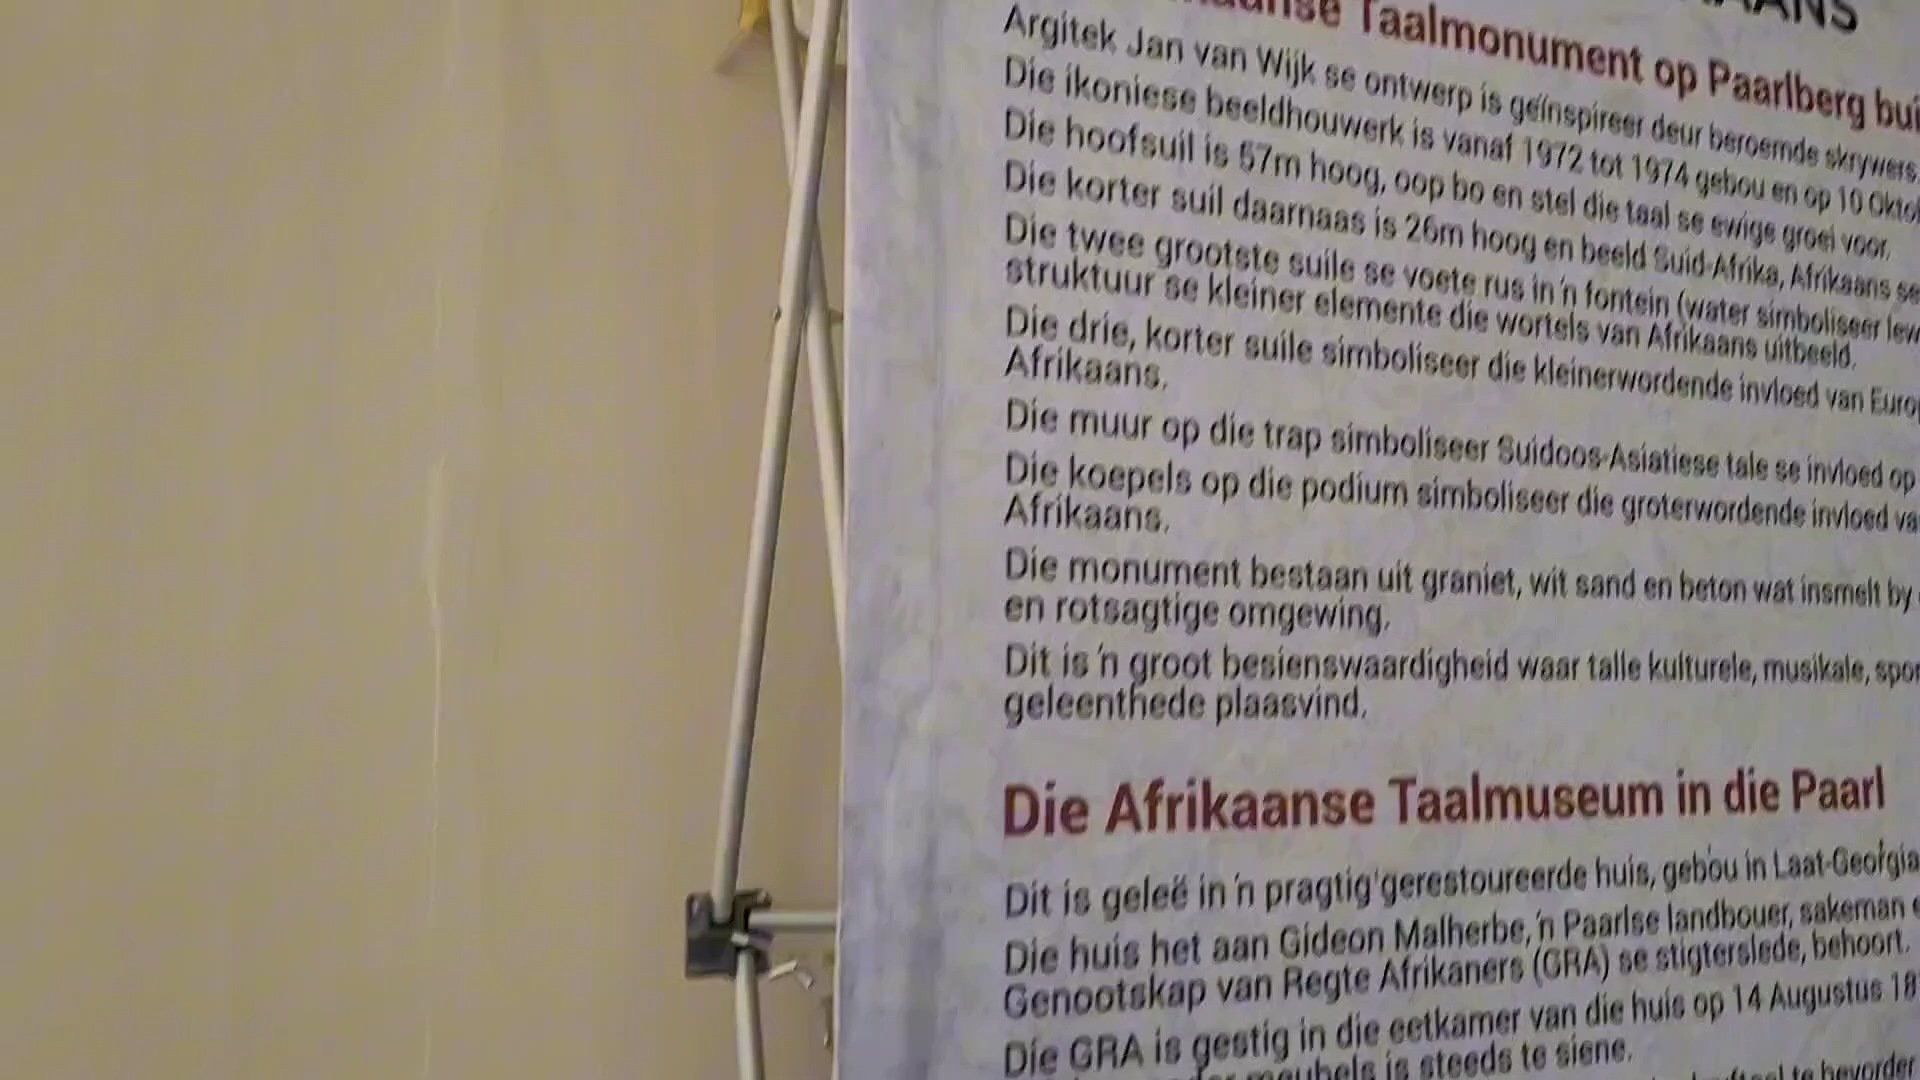 Taalmonument op Paarlberg
Argitek Jan van Wijk se ontwerp is geïnspireer deur beroemde skrywers
Die ikoniese beeldhouwerk is vanaf 1972 tot 1974 gebou en op 10
Die hoofsuil is 57m hoog, oop bo en stel die taal se ewige groei voor.
Die korter suil daarnaas is 26m hoog en beeld Suid-Afrika, Afrikaans se
Die twee grootste suile se voete rus in 'n fontein (water simboliseer
struktuur se kleiner elemente die wortels van Afrikaans uitbeeld.
Die drie, korter suile simboliseer die kleinerwordende invloed van
Afrikaans.
Die muur op die trap simboliseer Suidoos-Asiatiese tale se invloed op
Die koepels op die podium simboliseer die groterwordende invloed
Afrikaans.
Die monument bestaan uit graniet, wit sand en beton wat insmelt by
en rotsagtige omgewing.
Dit is 'n groot besienswaardigheid waar talle kulturele, musikale,
geleenthede plaasvind.
Die Afrikaanse Taalmuseum in die Paarl
Dit is geleë in 'n pragtig gerestoureerde huis, gebou in
Die huis het aan Gideon Malherbe, 'n Paarlse landbouer, sakeman
Genootskap van Regte Afrikaners (GRA) se stigterslede, behoort.
Die GRA is gestig in die eetkamer van die huis op 14 Augustus
meubels is steeds te siene.
te bevorder